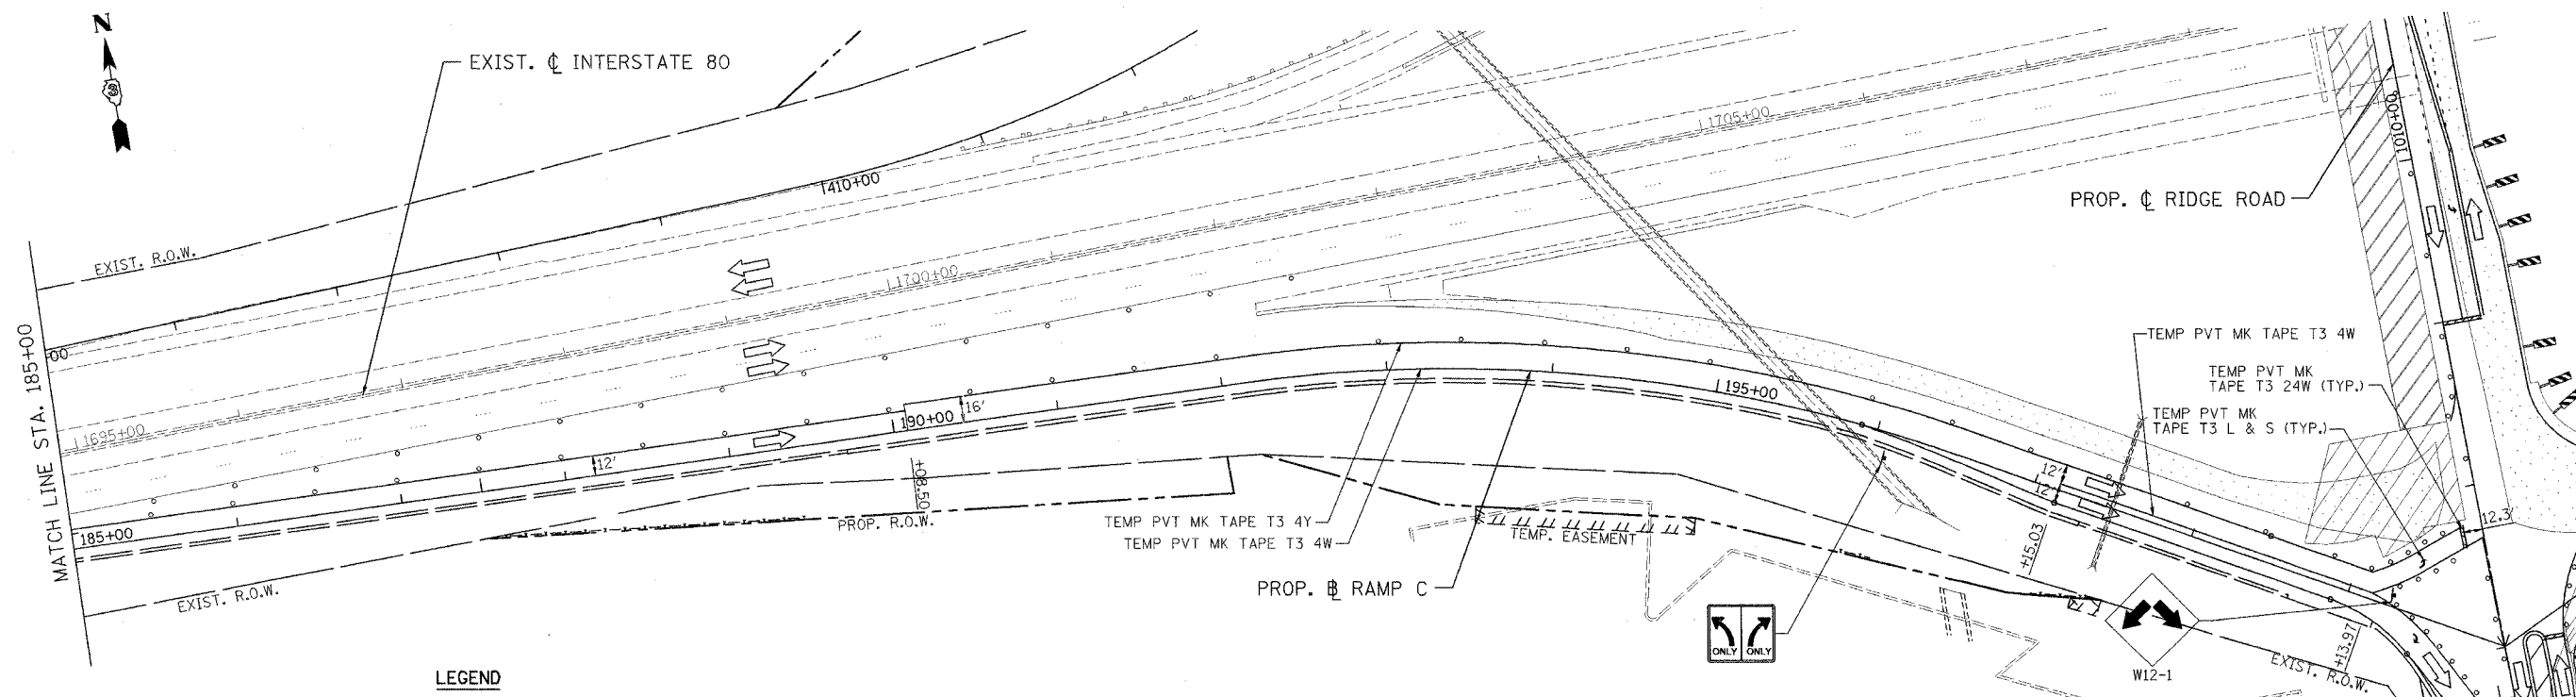 N
EXIST. ℄ INTERSTATE 80
EXIST. R.O.W.
410+00
1705+00
1010+00
PROP. ℄ RIDGE ROAD
1700+00
MATCH LINE STA. 185+00
00
1695+00
185+00
12'
190+00
16'
+08.50
PROP. R.O.W.
EXIST. R.O.W.
195+00
TEMP PVT MK TAPE T3 4Y
TEMP PVT MK TAPE T3 4W
TEMP. EASEMENT
PROP. B RAMP C
TEMP PVT MK TAPE T3 4W
TEMP PVT MK
TAPE T3 24W (TYP.)
TEMP PVT MK
TAPE T3 L & S (TYP.)
12'
12'
12.3'
+15.03
ONLY ONLY
W12-1
+13.97
EXIST. R.O.W.
LEGEND